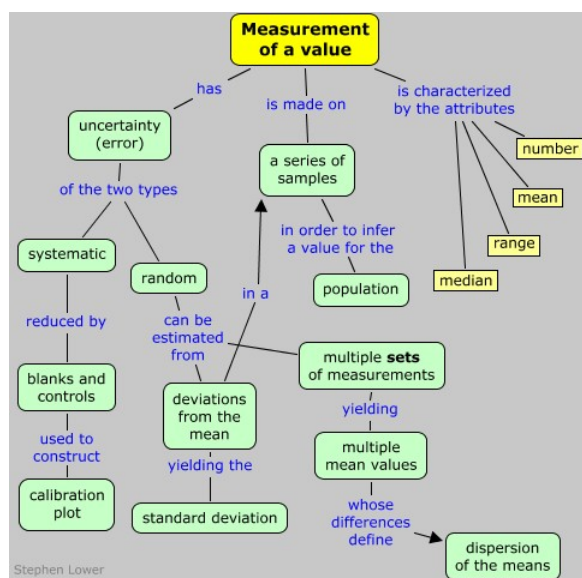 Measurement
of a value
has
is made on
is characterized
by the attributes
uncertainty
(error)
a series of
samples
number
mean
range
median
of the two types
in order to infer
a value for the
systematic
random
in a
population
reduced by
can be
estimated
from
multiple sets
of measurements
blanks and
controls
deviations
from the
mean
yielding
used to
construct
yielding the
multiple
mean values
calibration
plot
standard deviation
whose
differences
define
dispersion
of the means
Stephen Lower